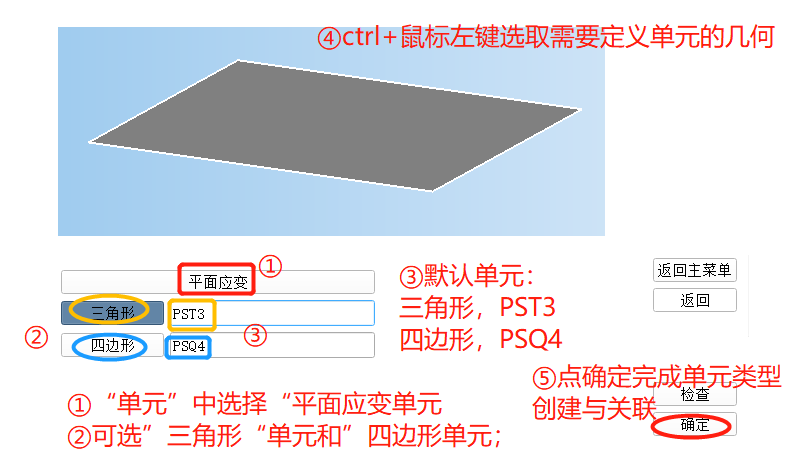 ④ctrl+鼠标左键选取需要定义单元的几何
平面应变
①
三角形
PST3
②
③
四边形
PSQ4
③默认单元:
三角形，PST3
四边形，PSQ4
返回主菜单
返回
⑤点确定完成单元类型
创建与关联
检查
确定
①“单元”中选择“平面应变单元
②可选”三角形“单元和”四边形单元;